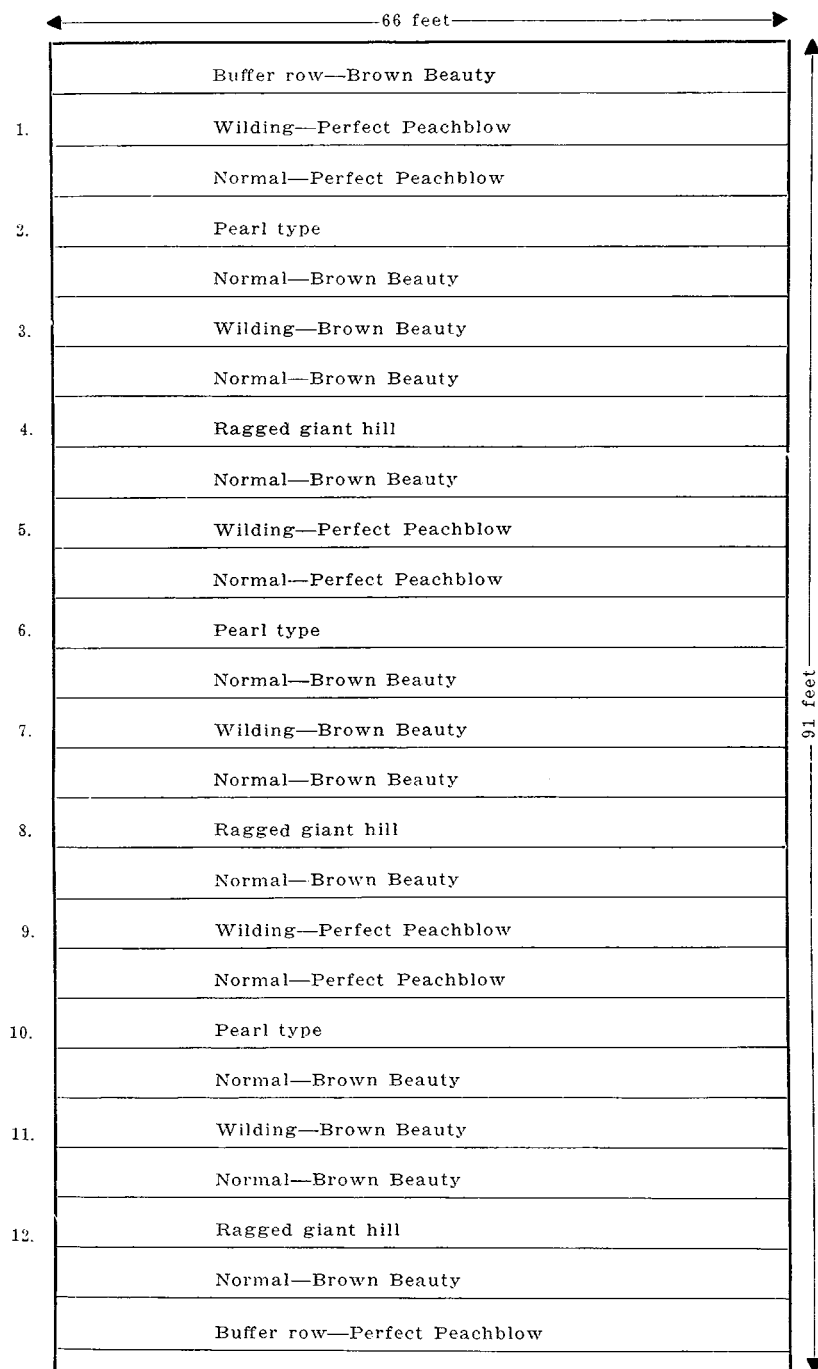 66 feet
Buffer row—Brown Beauty
1. Wilding—Perfect Peachblow
Normal—Perfect Peachblow
2. Pearl type
Normal—Brown Beauty
3. Wilding—Brown Beauty
Normal—Brown Beauty
4. Ragged giant hill
Normal—Brown Beauty
5. Wilding—Perfect Peachblow
Normal—Perfect Peachblow
6. Pearl type
Normal—Brown Beauty
7. Wilding—Brown Beauty
Normal—Brown Beauty
8. Ragged giant hill
Normal—Brown Beauty
9. Wilding—Perfect Peachblow
Normal—Perfect Peachblow
10. Pearl type
Normal—Brown Beauty
11. Wilding—Brown Beauty
Normal—Brown Beauty
12. Ragged giant hill
Normal—Brown Beauty
Buffer row—Perfect Peachblow
91 feet